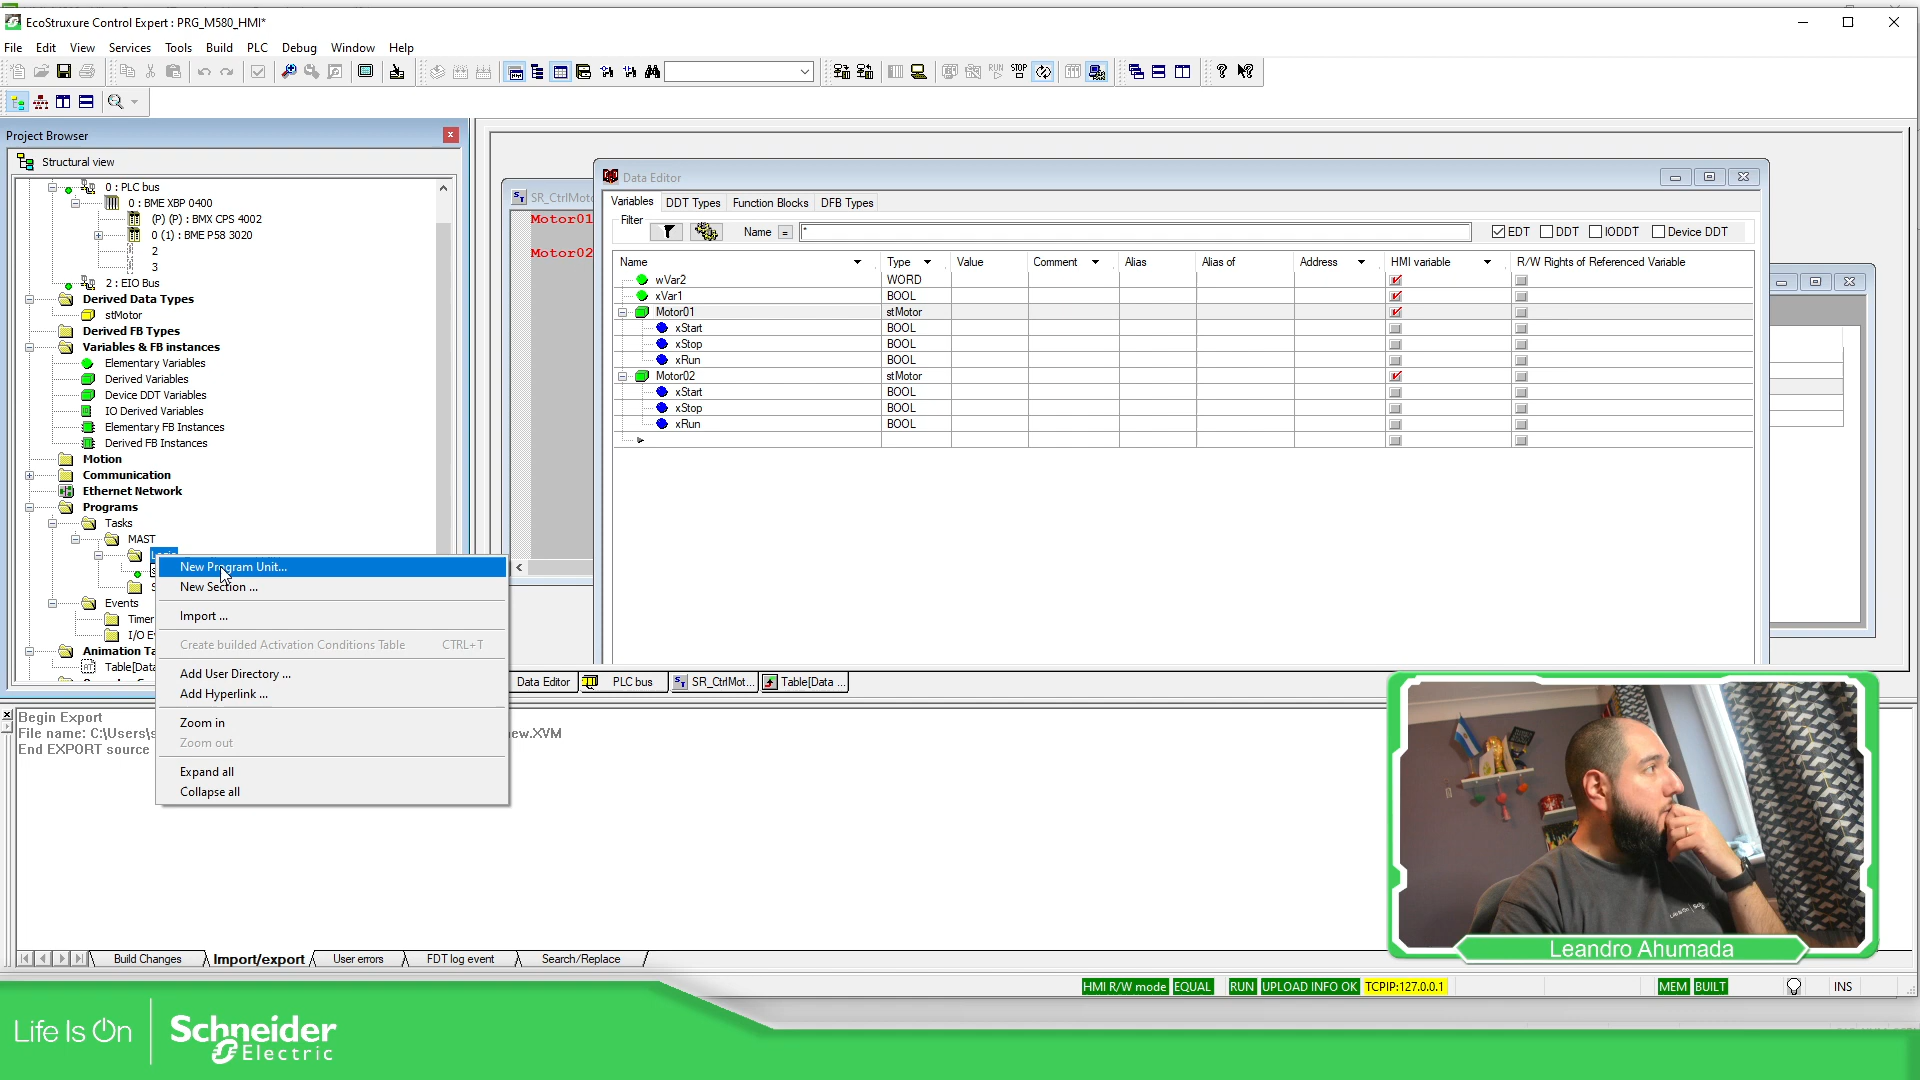 EcoStruxure Control Expert : PRG_M580_HMI*
File Edit View Services Tools Build PLC Debug Window Help
Project Browser
Structural view
0 : PLC bus
0 : BME XBP 0400
(P) (P) : BMX CPS 4002
0 (1) : BME P58 3020
2
3
2 : EIO Bus
Derived Data Types
stMotor
Derived FB Types
Variables & FB instances
Elementary Variables
Derived Variables
Device DDT Variables
IO Derived Variables
Elementary FB Instances
Derived FB Instances
Motion
Communication
Ethernet Network
Programs
Tasks
MAST
Events
Timer
I/O E
Animation Ta
Table[Data
New Program Unit...
New Section ...
Import ...
Create builded Activation Conditions Table CTRL+T
Add User Directory ...
Add Hyperlink ...
Zoom in
Zoom out
Expand all
Collapse all
SR_CtrlMoto
Motor01
Motor02
Data Editor
Variables DDT Types Function Blocks DFB Types
Filter
Name = * EDT DDT IODDT Device DDT
Name Type Value Comment Alias Alias of Address HMI variable R/W Rights of Referenced Variable
wVar2 WORD
xVar1 BOOL
Motor01 stMotor
xStart BOOL
xStop BOOL
xRun BOOL
Motor02 stMotor
xStart BOOL
xStop BOOL
xRun BOOL
Data Editor PLC bus SR_CtrlMot... Table[Data ...
Begin Export
File name: C:\Users\s ew.XVM
End EXPORT source
Build Changes Import/export User errors FDT log event Search/Replace
HMI R/W mode EQUAL RUN UPLOAD INFO OK TCPIP:127.0.0.1 MEM BUILT INS
Leandro Ahumada
Life Is On
Schneider
Electric